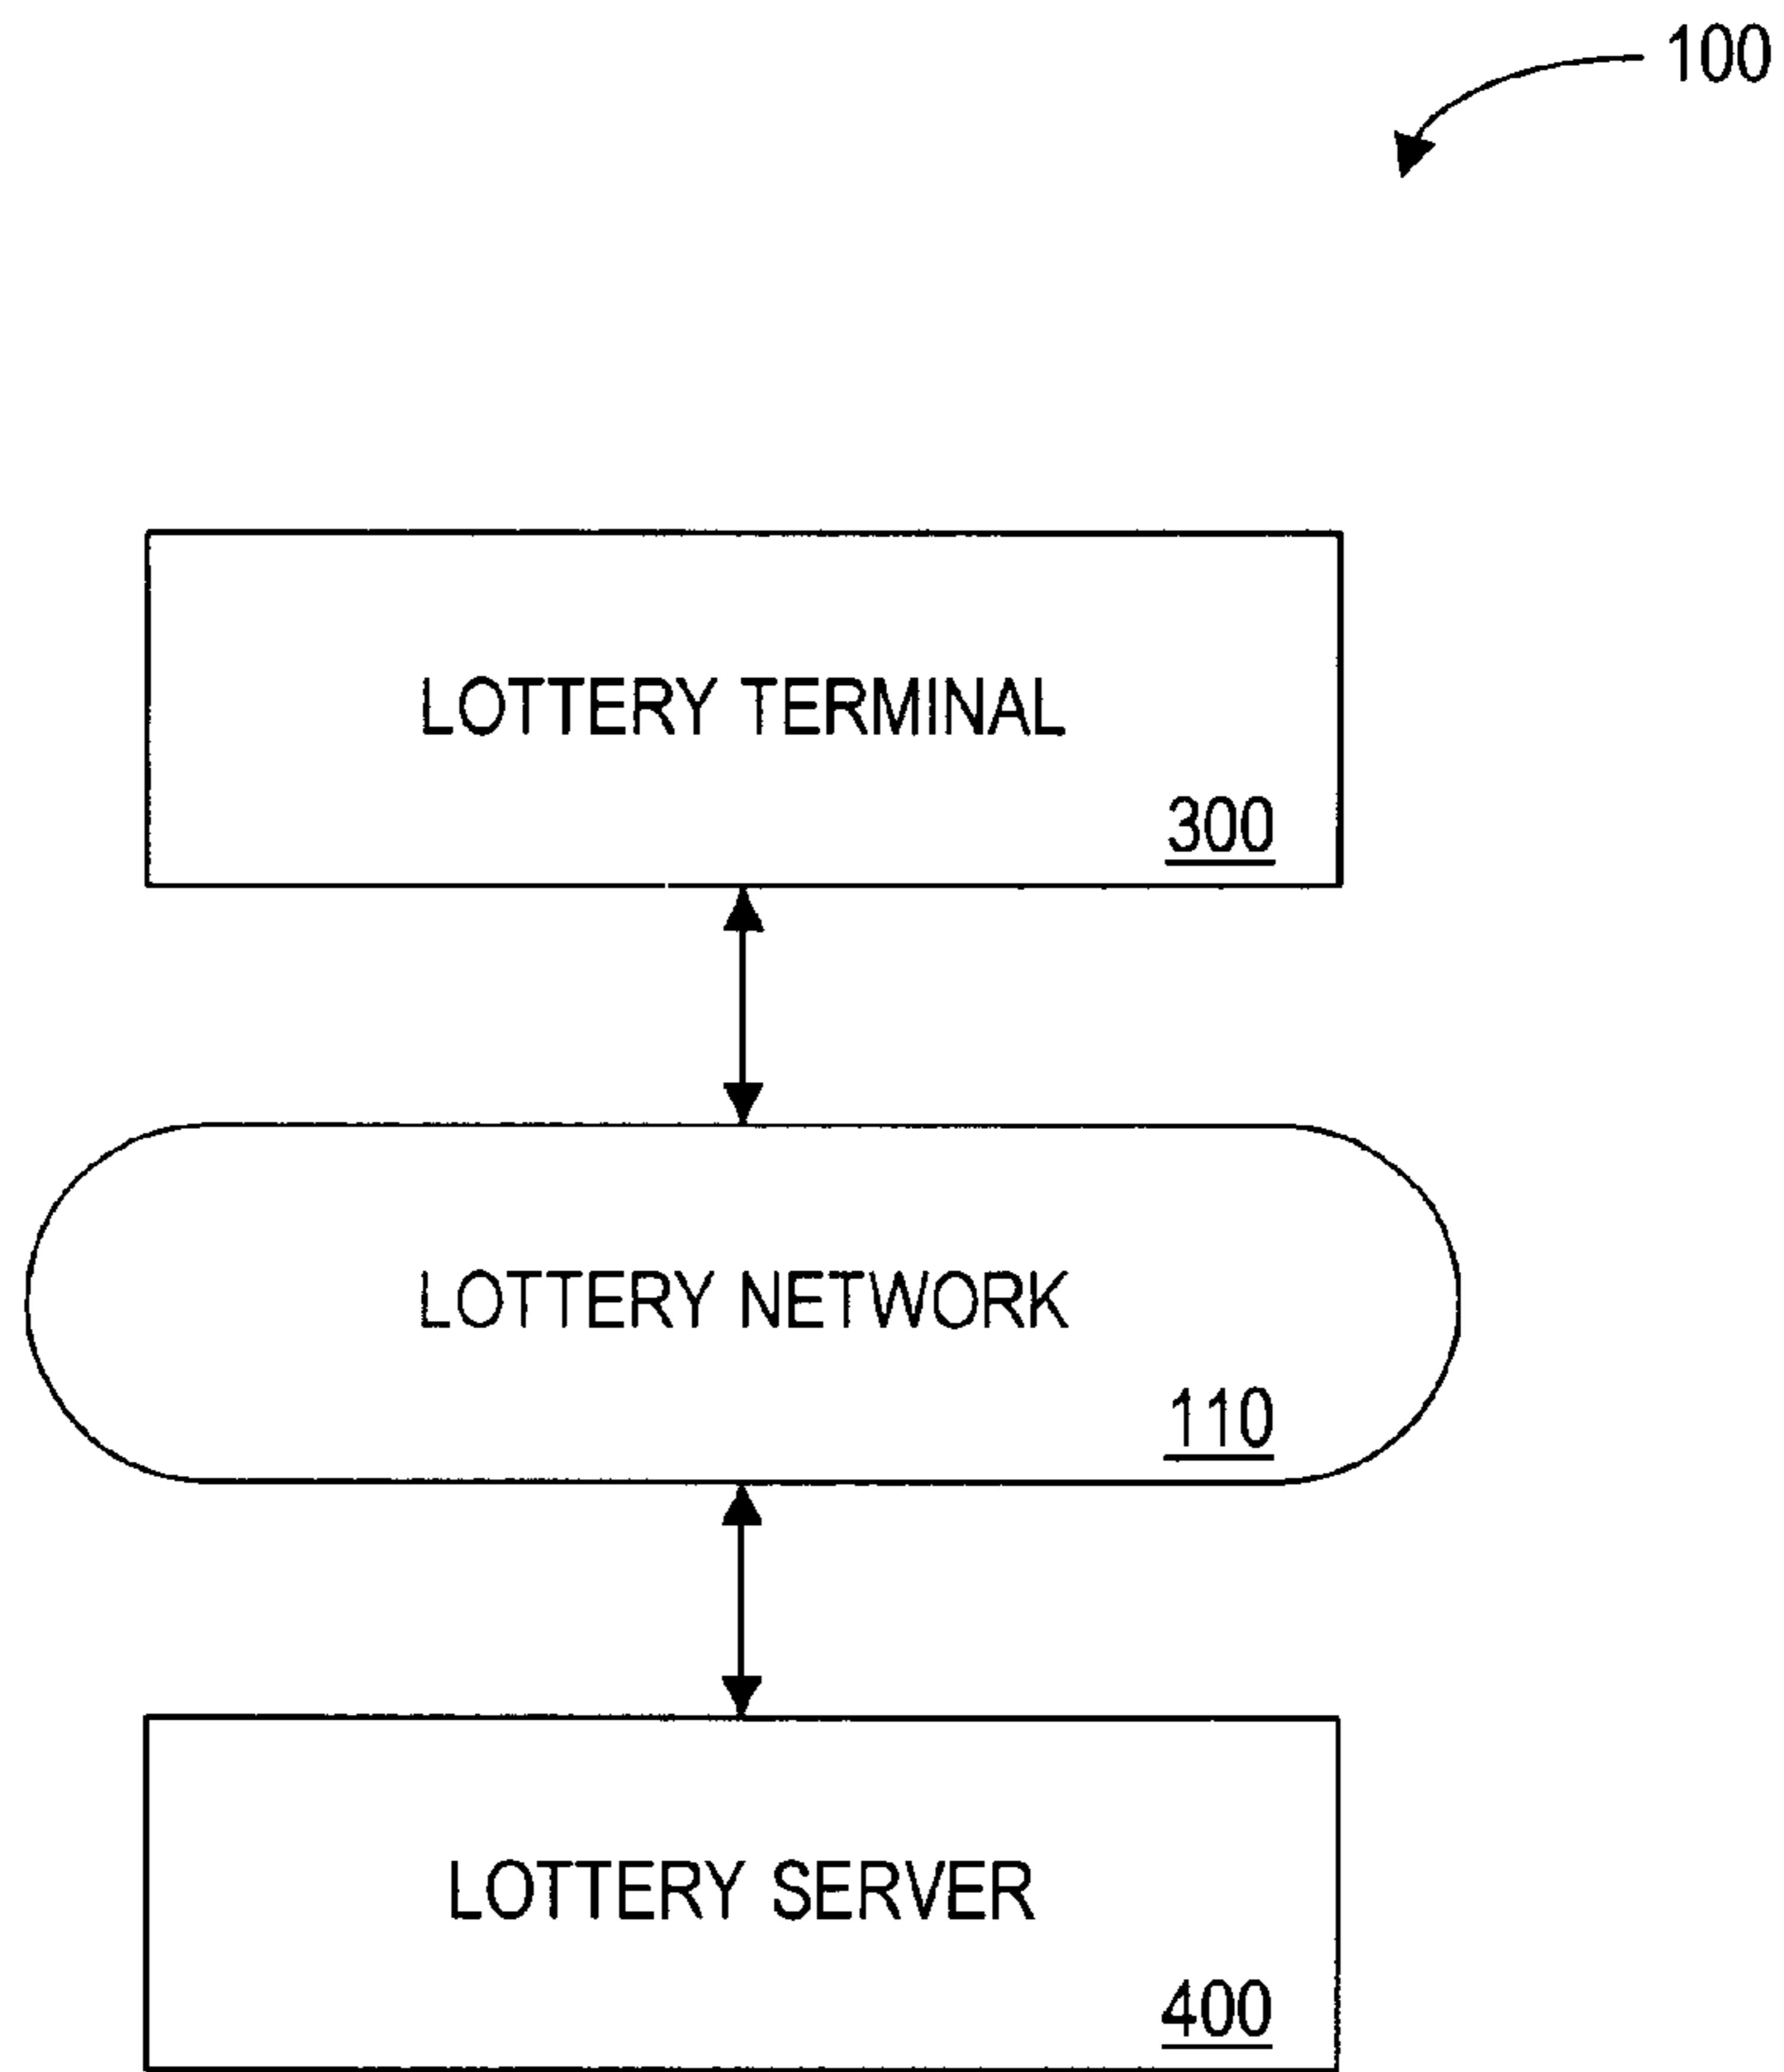 100
LOTTERY TERMINAL
300
LOTTERY NETWORK
110
LOTTERY SERVER
400